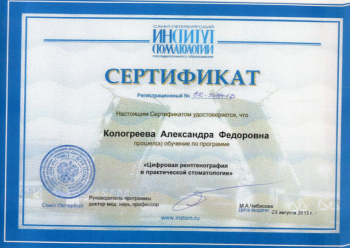 САНКТ-ПЕТЕРБУРГСКИЙ
ИНСТИТУТ
СТОМАТОЛОГИИ
последипломного образования
СЕРТИФИКАТ
Регистрационный №
Настоящим Сертификатом удостоверяется, что
Кологреева Александра Федоровна
прошел(а) обучение по программе
«Цифровая рентгенография
в практической стоматологии»
Руководитель программы
доктор мед. наук, профессор
М.А.Чибисова
Санкт-Петербург
Дата выдачи 23 августа 2013 г.
www.instom.ru